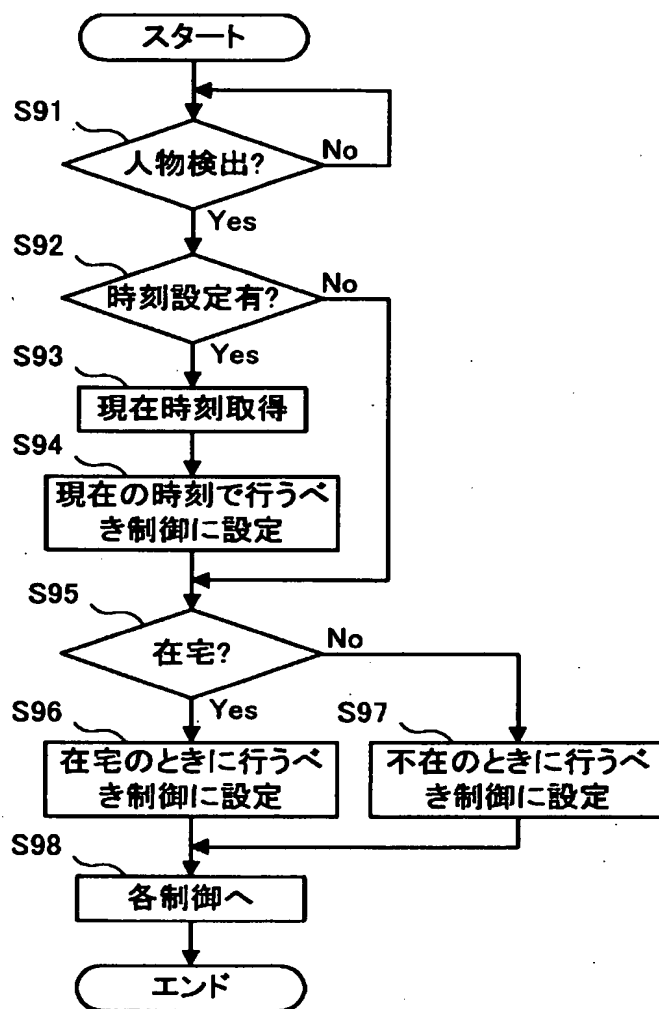 スタート
S91
人物検出?
No
Yes
S92
時刻設定有?
No
Yes
S93
現在時刻取得
S94
現在の時刻で行うべ
き制御に設定
S95
在宅?
No
Yes
S96
在宅のときに行うべ
き制御に設定
S97
不在のときに行うべ
き制御に設定
S98
各制御へ
エンド